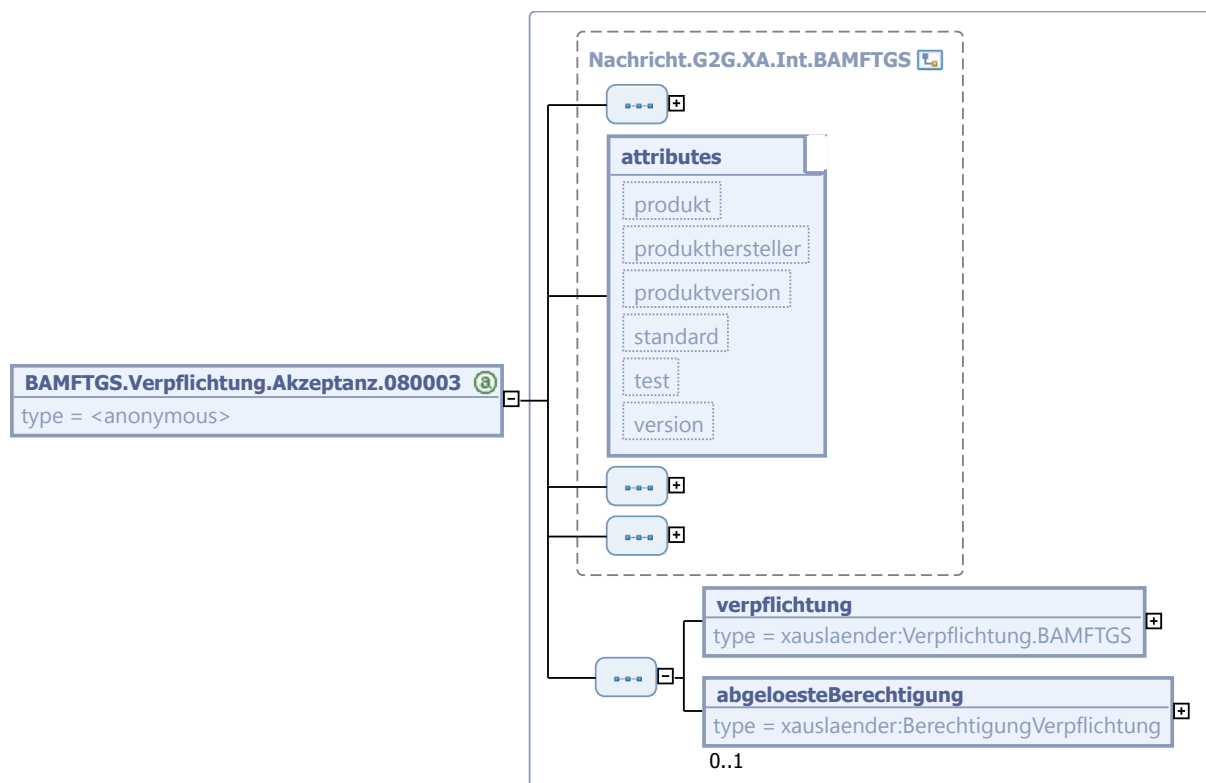 Nachricht.G2G.XA.Int.BAMFTGS
attributes
produkt
produkthersteller
produktversion
standard
test
version
BAMFTGS.Verpflichtung.Akzeptanz.080003 a
type = <anonymous>
verpflichtung
type = xauslaender:Verpflichtung.BAMFTGS
abgeloesteBerechtigung
type = xauslaender:BerechtigungVerpflichtung
0..1